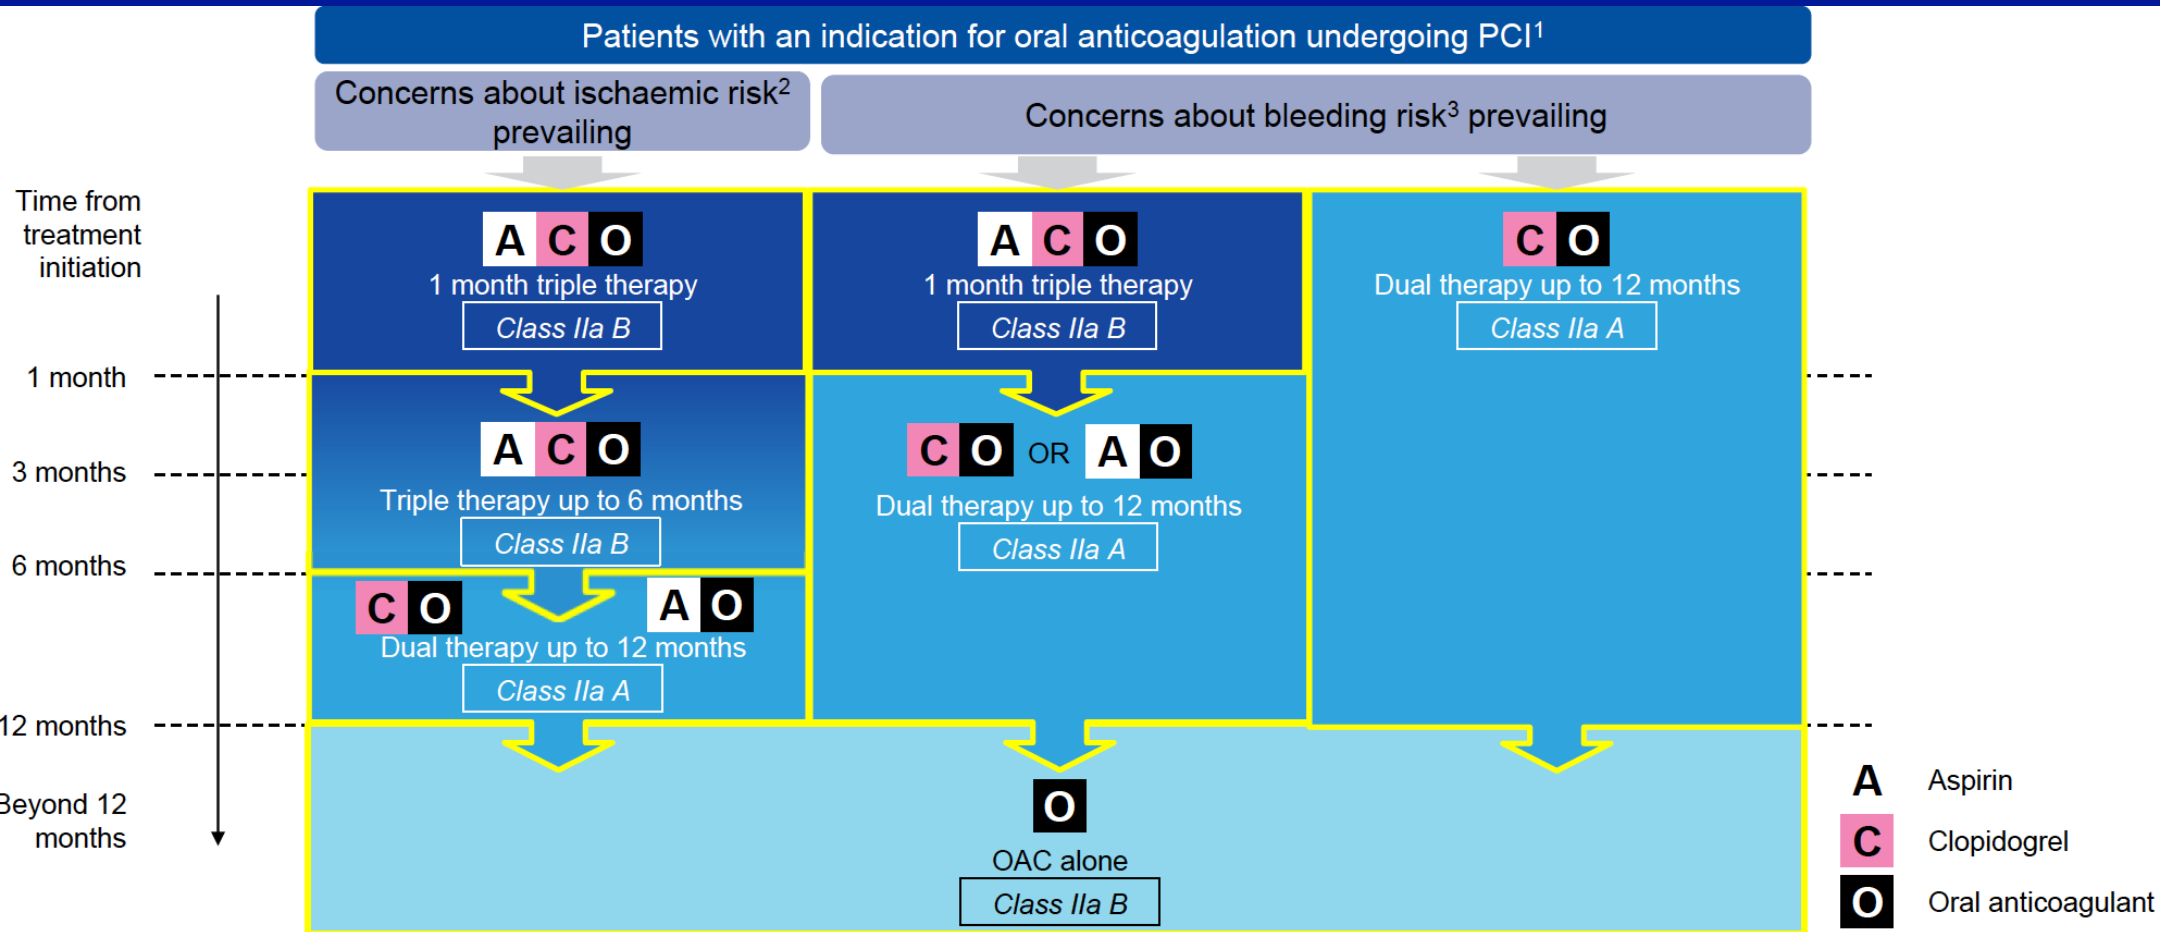 Patients with an indication for oral anticoagulation undergoing PCI¹
Concerns about ischaemic risk²
prevailing
Concerns about bleeding risk³ prevailing
Time from
treatment
initiation
A C O
1 month triple therapy
Class IIa B
A C O
1 month triple therapy
Class IIa B
C O
Dual therapy up to 12 months
Class IIa A
1 month
A C O
Triple therapy up to 6 months
Class IIa B
C O OR A O
Dual therapy up to 12 months
Class IIa A
3 months
6 months
C O
A O
Dual therapy up to 12 months
Class IIa A
12 months
Beyond 12
months
O
OAC alone
Class IIa B
A Aspirin
C Clopidogrel
O Oral anticoagulant